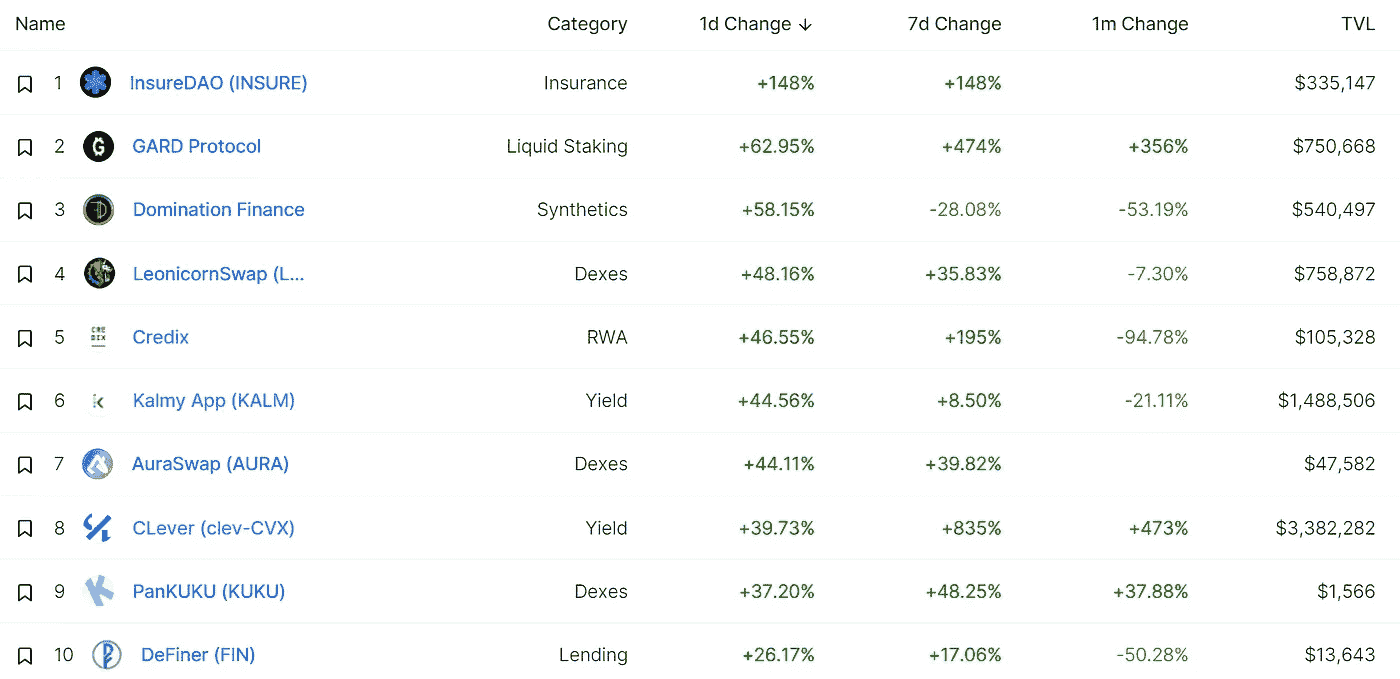 Name Category 1d Change ↓ 7d Change 1m Change TVL
1 InsureDAO (INSURE) Insurance +148% +148% $335,147
2 GARD Protocol Liquid Staking +62.95% +474% +356% $750,668
3 Domination Finance Synthetics +58.15% -28.08% -53.19% $540,497
4 LeonicornSwap (L... Dexes +48.16% +35.83% -7.30% $758,872
CRE
DIX
5 Credix RWA +46.55% +195% -94.78% $105,328
6 Kalmy App (KALM) Yield +44.56% +8.50% -21.11% $1,488,506
7 AuraSwap (AURA) Dexes +44.11% +39.82% $47,582
8 CLever (clev-CVX) Yield +39.73% +835% +473% $3,382,282
9 PanKUKU (KUKU) Dexes +37.20% +48.25% +37.88% $1,566
10 DeFiner (FIN) Lending +26.17% +17.06% -50.28% $13,643